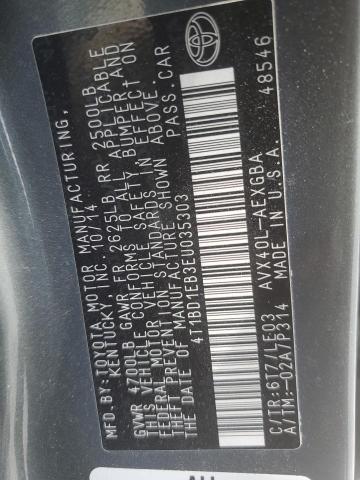 MFD.BY:TOYOTA MOTOR MANUFACTURING,
KENTUCKY, INC. 10/14
GVWR 4700LB GAWR FR 2625LB RR 2500LB
THIS VEHICLE CONFORMS TO ALL APPLICABLE
FEDERAL MOTOR VEHICLE SAFETY, BUMPER, AND
THEFT PREVENTION STANDARDS IN EFFECT ON
THE DATE OF MANUFACTURE SHOWN ABOVE.
4T1BD1EB3EU035303 PASS.CAR
C/TR:6T7/LE03 AVX40L-AEXGBA
A/TM:-02A/P314 MADE IN U.S.A. 48546